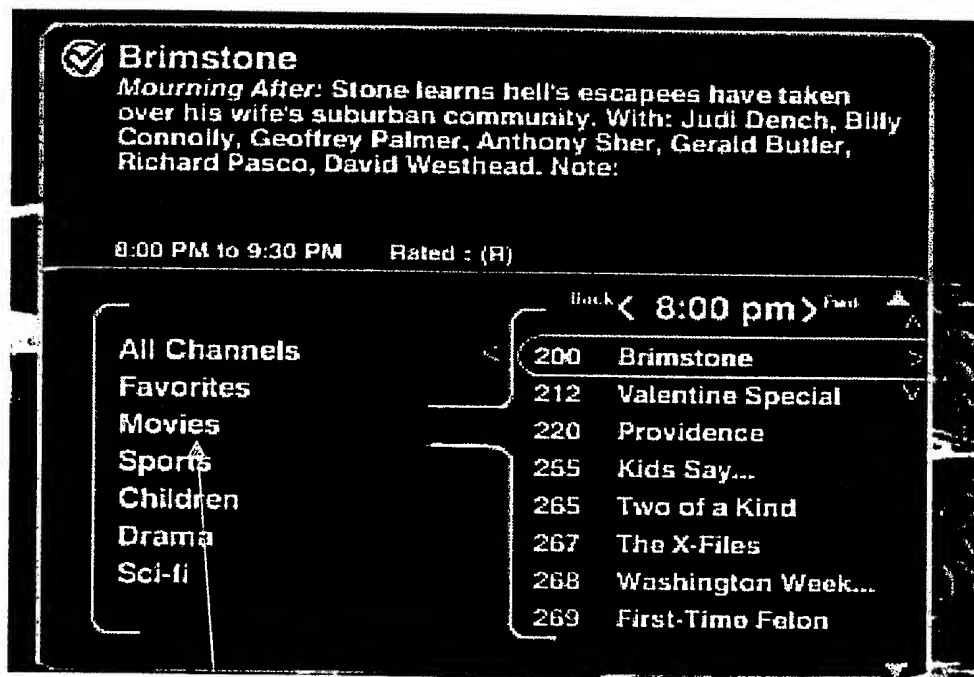 Brimstone
Mourning After: Stone learns hell's escapees have taken
over his wife's suburban community. With: Judi Dench, Billy
Connolly, Geoffrey Palmer, Anthony Sher, Gerald Butler,
Richard Pasco, David Westhead. Note:
8:00 PM to 9:30 PM Rated : (R)
Back < 8:00 pm > Fwd
All Channels
Favorites
Movies
Sports
Children
Drama
Sci-fi
200 Brimstone
212 Valentine Special
220 Providence
255 Kids Say...
265 Two of a Kind
267 The X-Files
268 Washington Week...
269 First-Time Felon